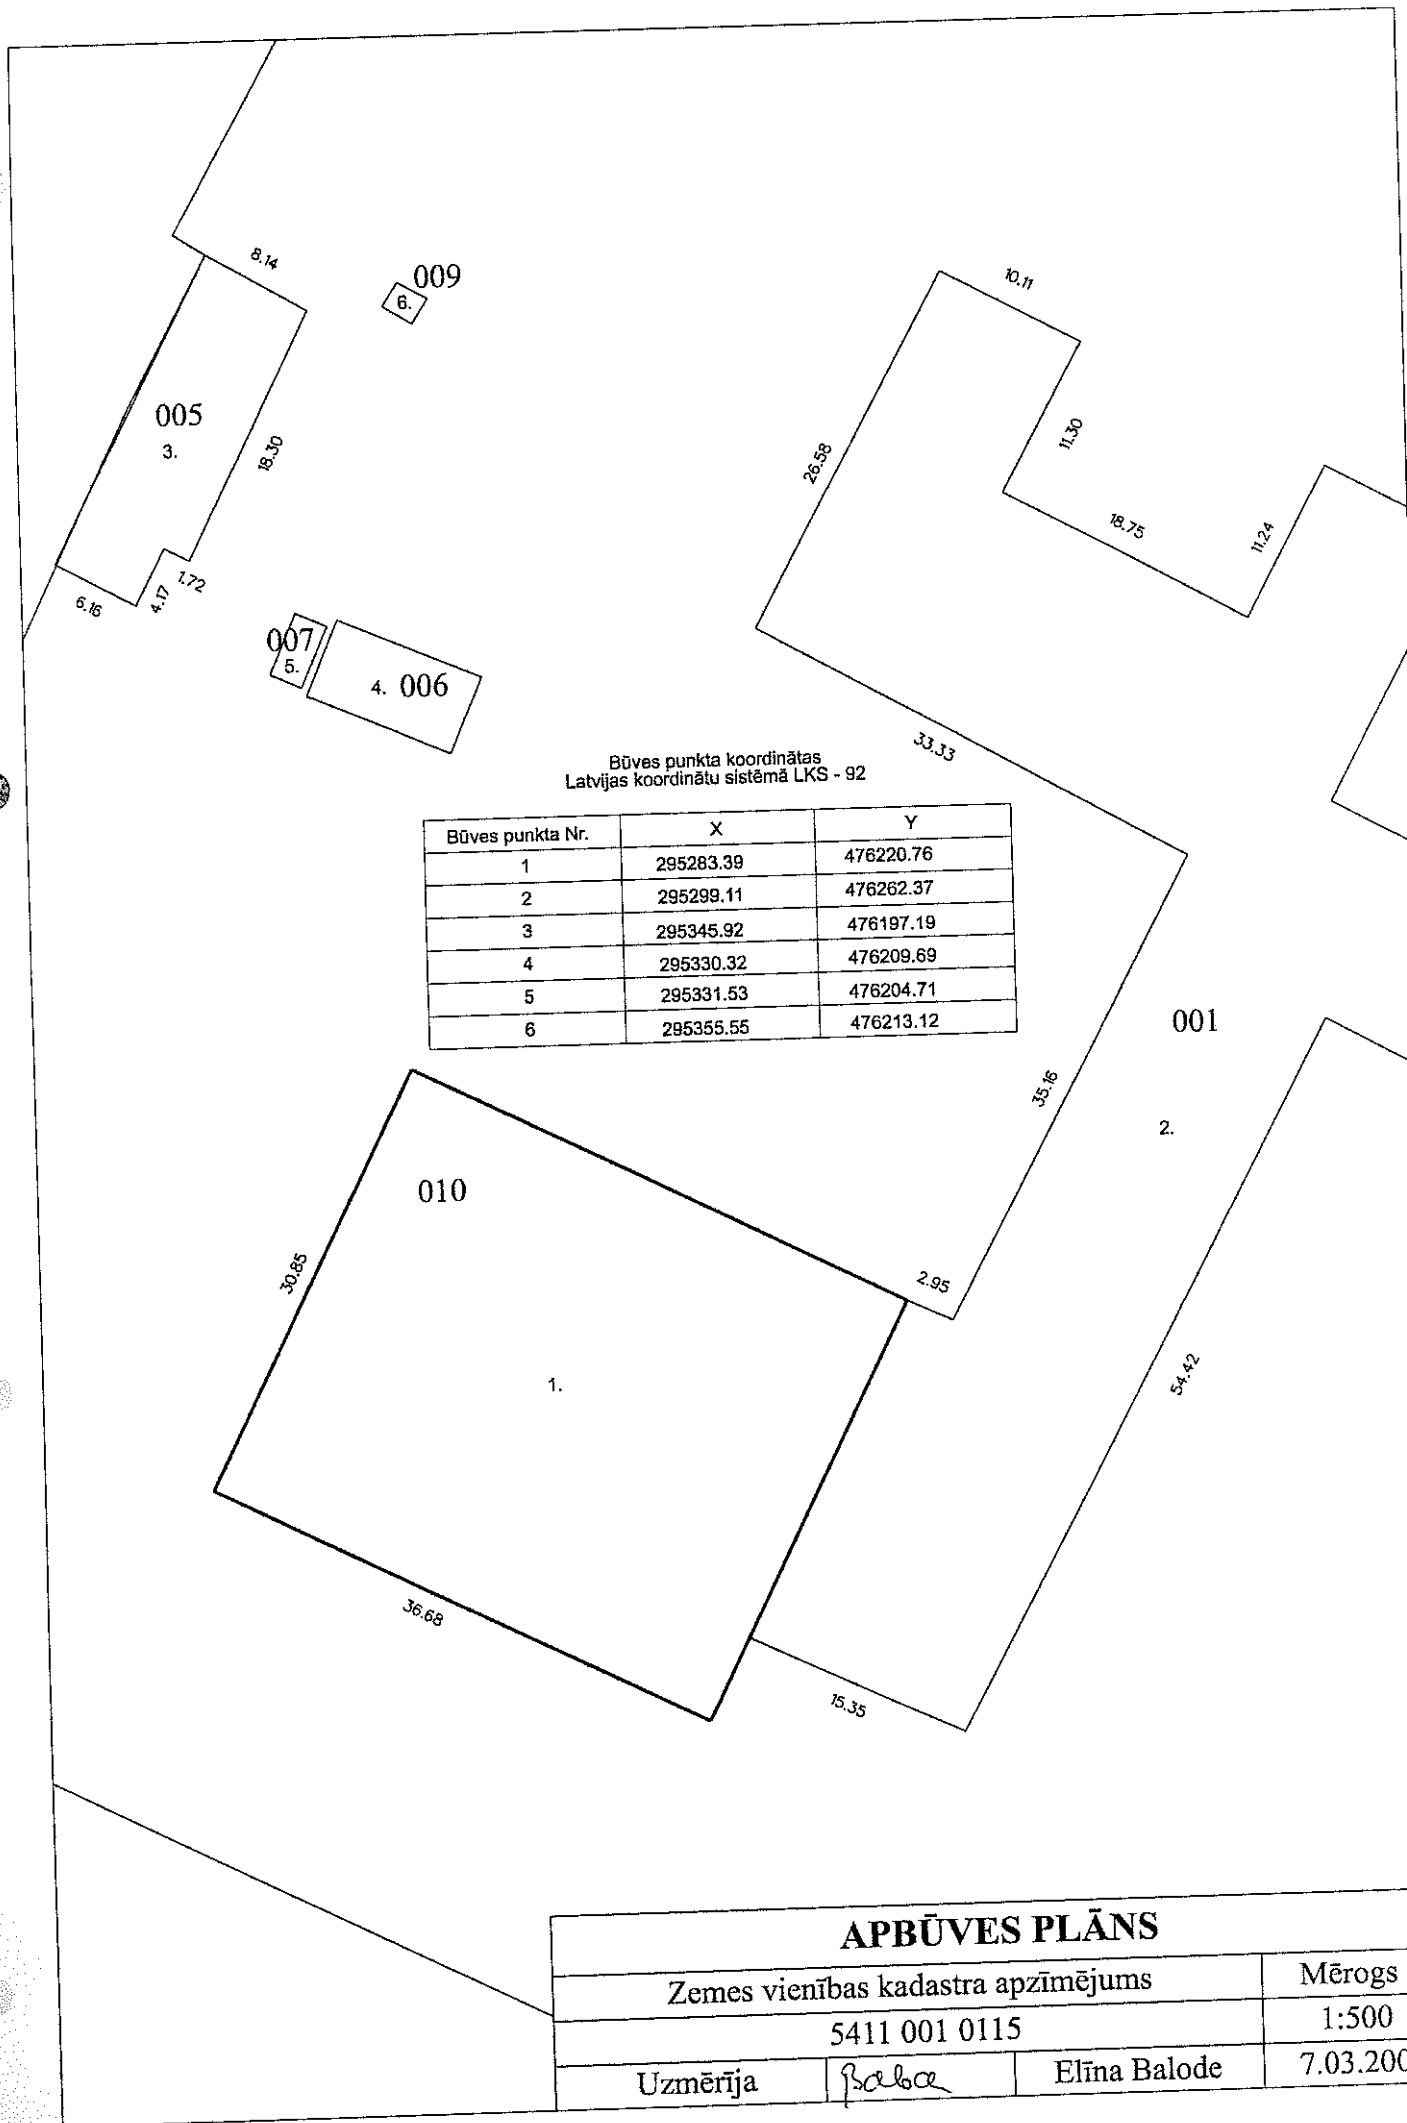 8.14
009
6.
10.11
005
3.
18.30
26.58
11.30
18.75
11.24
1.72
4.17
6.16
007
5.
4. 006
33.33
Būves punkta koordinātas
Latvijas koordinātu sistēmā LKS - 92
Būves punkta Nr. X Y
1 295283.39 476220.76
2 295299.11 476262.37
3 295345.92 476197.19
4 295330.32 476209.69
5 295331.53 476204.71
6 295355.55 476213.12
001
35.16
2.
010
30.85
2.95
1.
54.42
36.68
15.35
APBŪVES PLĀNS
Zemes vienības kadastra apzīmējums Mērogs
5411 001 0115 1:500
Uzmērīja Elīna Balode 7.03.200